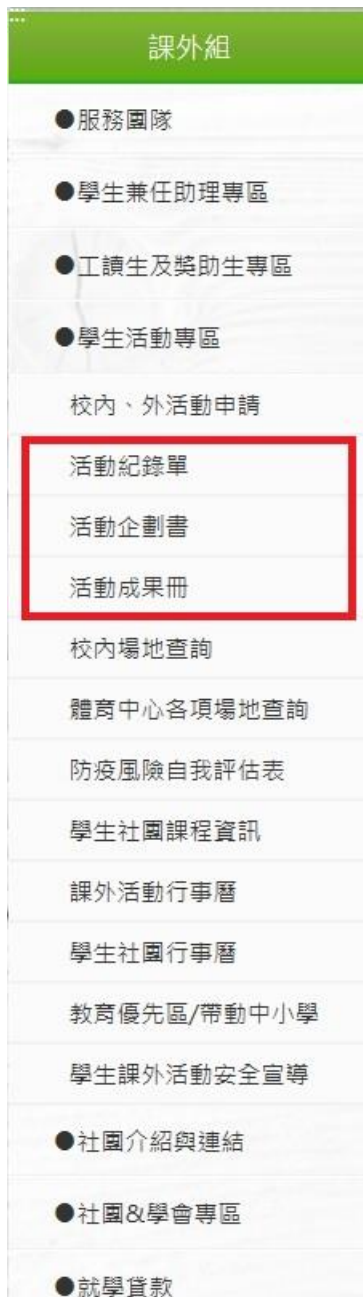 課外組
●服務團隊
●學生兼任助理專區
●工讀生及獎助生專區
●學生活動專區
校內、外活動申請
活動紀錄單
活動企劃書
活動成果冊
校內場地查詢
體育中心各項場地查詢
防疫風險自我評估表
學生社團課程資訊
課外活動行事曆
學生社團行事曆
教育優先區/帶動中小學
學生課外活動安全宣導
●社團介紹與連結
●社團&學會專區
●就學貸款